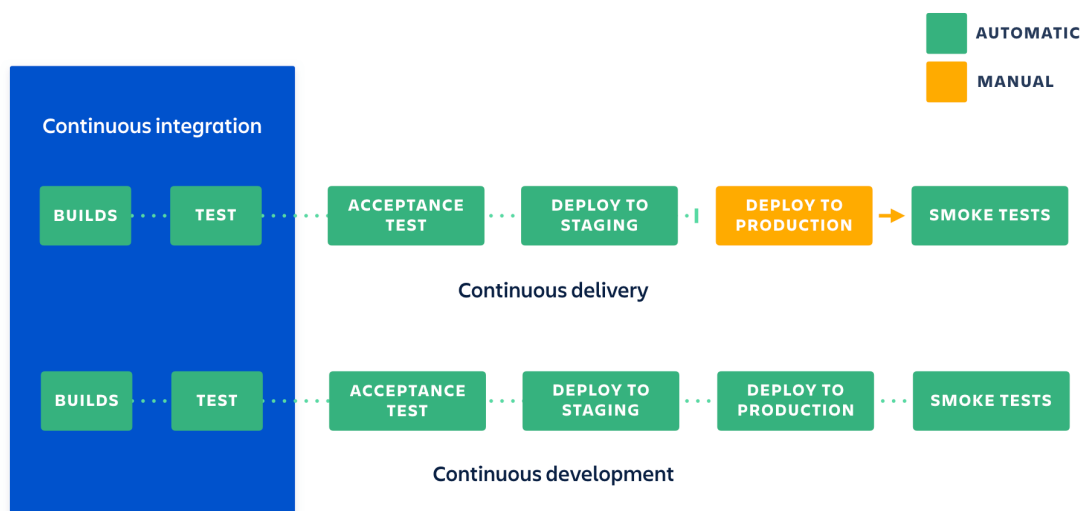 AUTOMATIC
MANUAL
Continuous integration
BUILDS
TEST
ACCEPTANCE
TEST
DEPLOY TO
STAGING
DEPLOY TO
PRODUCTION
SMOKE TESTS
Continuous delivery
BUILDS
TEST
ACCEPTANCE
TEST
DEPLOY TO
STAGING
DEPLOY TO
PRODUCTION
SMOKE TESTS
Continuous development